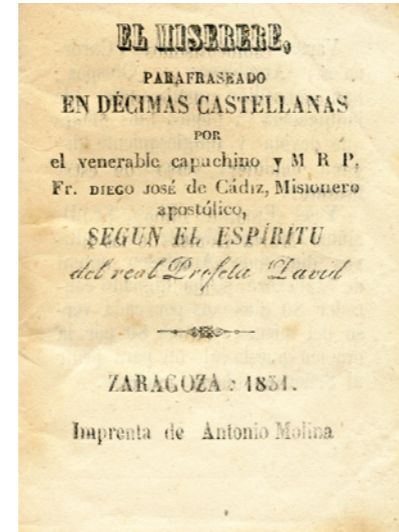 EL MISERERE,
PARAFRASEADO
EN DÉCIMAS CASTELLANAS
POR
el venerable capuchino y M R P,
Fr. DIEGO JOSÉ de Cádiz, Misionero
apostólico,
SEGUN EL ESPÍRITU
del real Profeta David
ZARAGOZA: 1851.
Imprenta de Antonio Molina